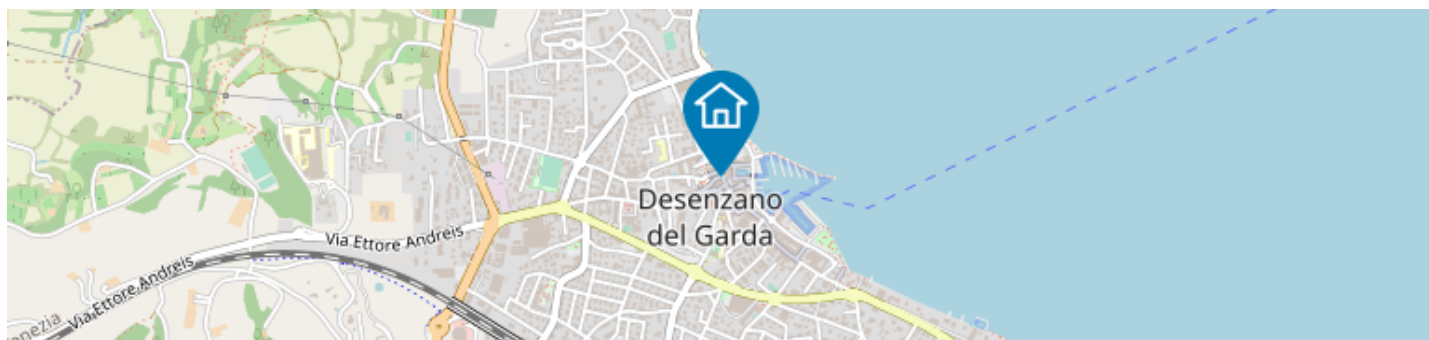 Desenzano
del Garda
Via Ettore Andreis
Via Ettore Andreis
enezia